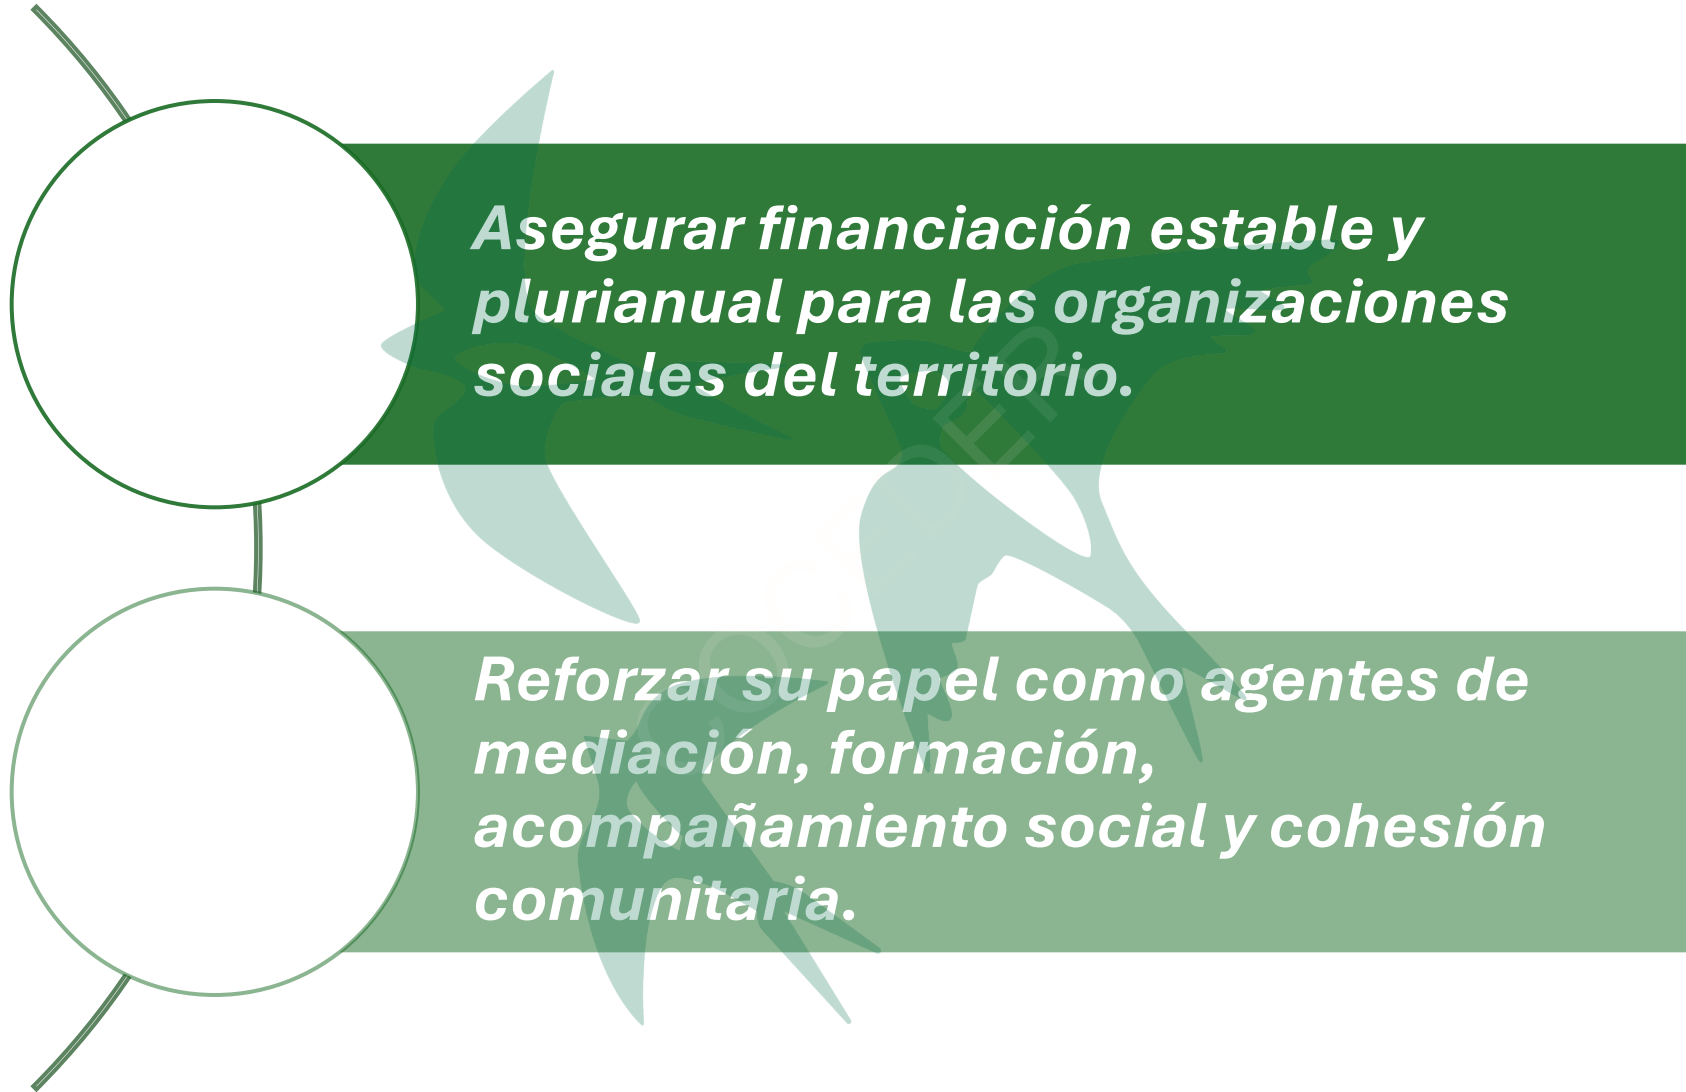 Asegurar financiación estable y
plurianual para las organizaciones
sociales del territorio.
Reforzar su papel como agentes de
mediación, formación,
acompañamiento social y cohesión
comunitaria.